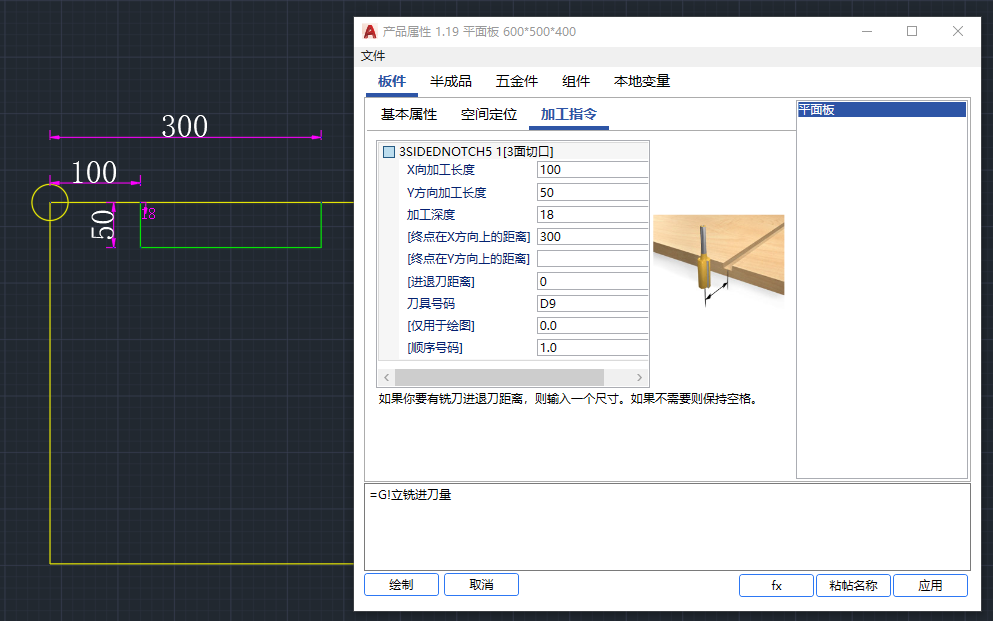 产品属性 1.19 平面板 600*500*400
文件
板件 半成品 五金件 组件 本地变量
基本属性 空间定位 加工指令
平面板
3SIDEDNOTCH5 1[3面切口]
X向加工长度 100
Y方向加工长度 50
加工深度 18
[终点在X方向上的距离] 300
[终点在Y方向上的距离]
[进退刀距离] 0
刀具号码 D9
[仅用于绘图] 0.0
[顺序号码] 1.0
如果你要有铣刀进退刀距离，则输入一个尺寸。如果不需要则保持空格。
=G!立铣进刀量
绘制 取消 fx 粘帖名称 应用
300
100
50
18